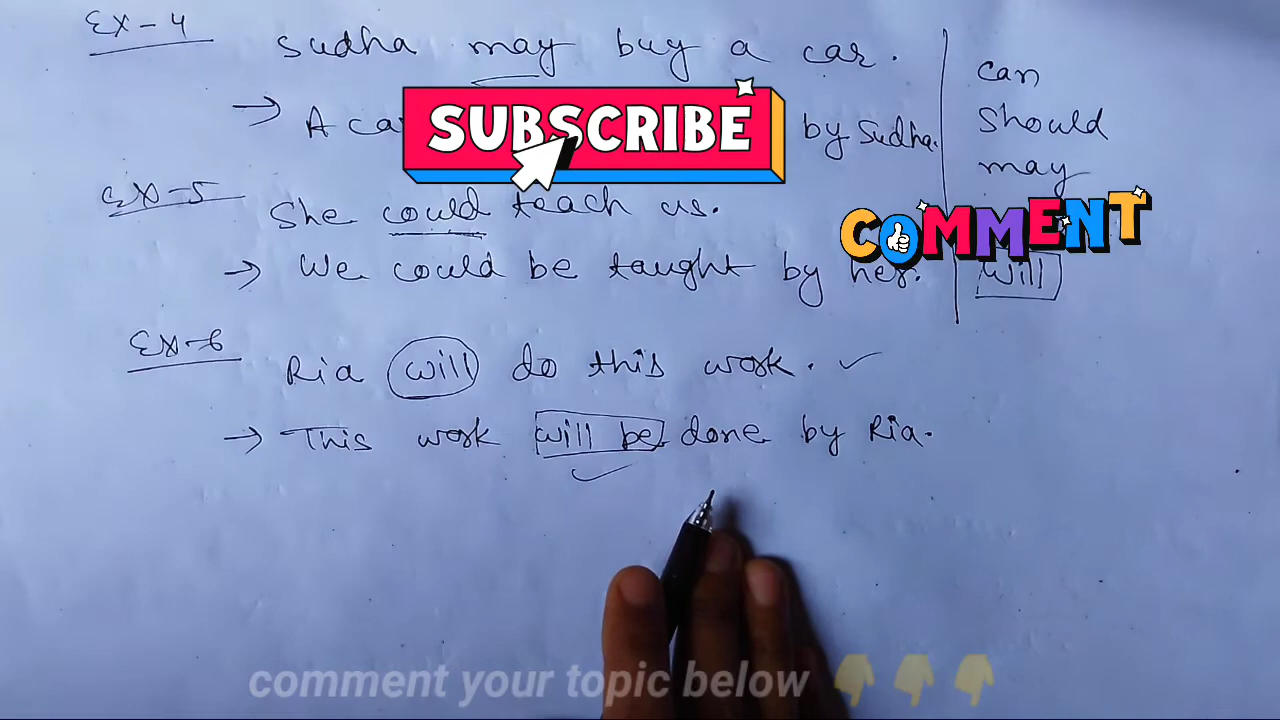 Ex-4 Sudha may buy a car.
→ A ca by Sudha.
Ex-5 She could teach us.
→ We could be taught by her.
Ex-6 Ria will do this work.
→ This work will be done by Ria.
can
should
may
will
SUBSCRIBE
COMMENT
comment your topic below